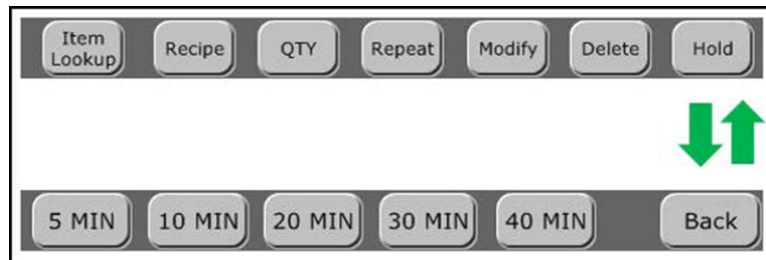 Item
Lookup
Recipe
QTY
Repeat
Modify
Delete
Hold
5 MIN
10 MIN
20 MIN
30 MIN
40 MIN
Back